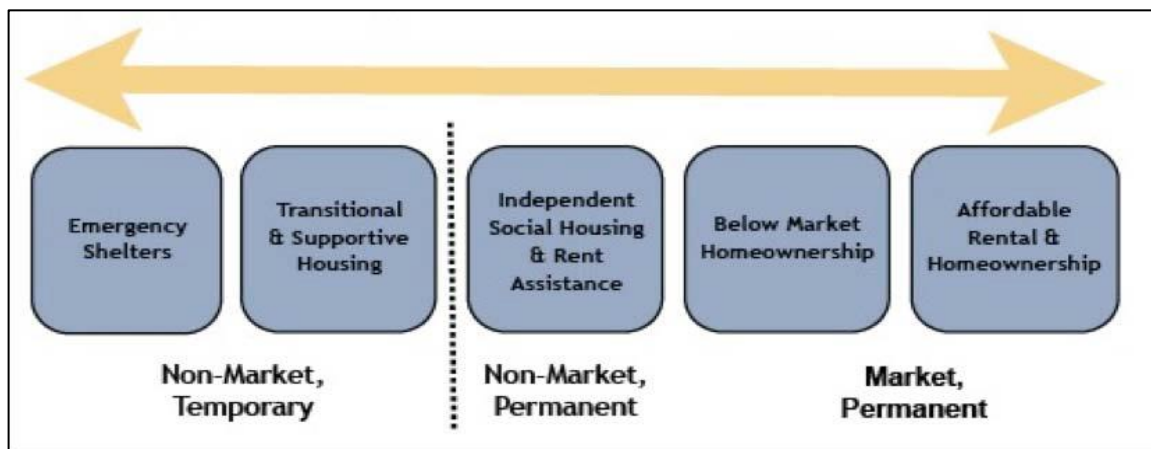 Emergency
Shelters
Transitional
& Supportive
Housing
Independent
Social Housing
& Rent
Assistance
Below Market
Homeownership
Affordable
Rental &
Homeownership
Non-Market,
Temporary
Non-Market,
Permanent
Market,
Permanent